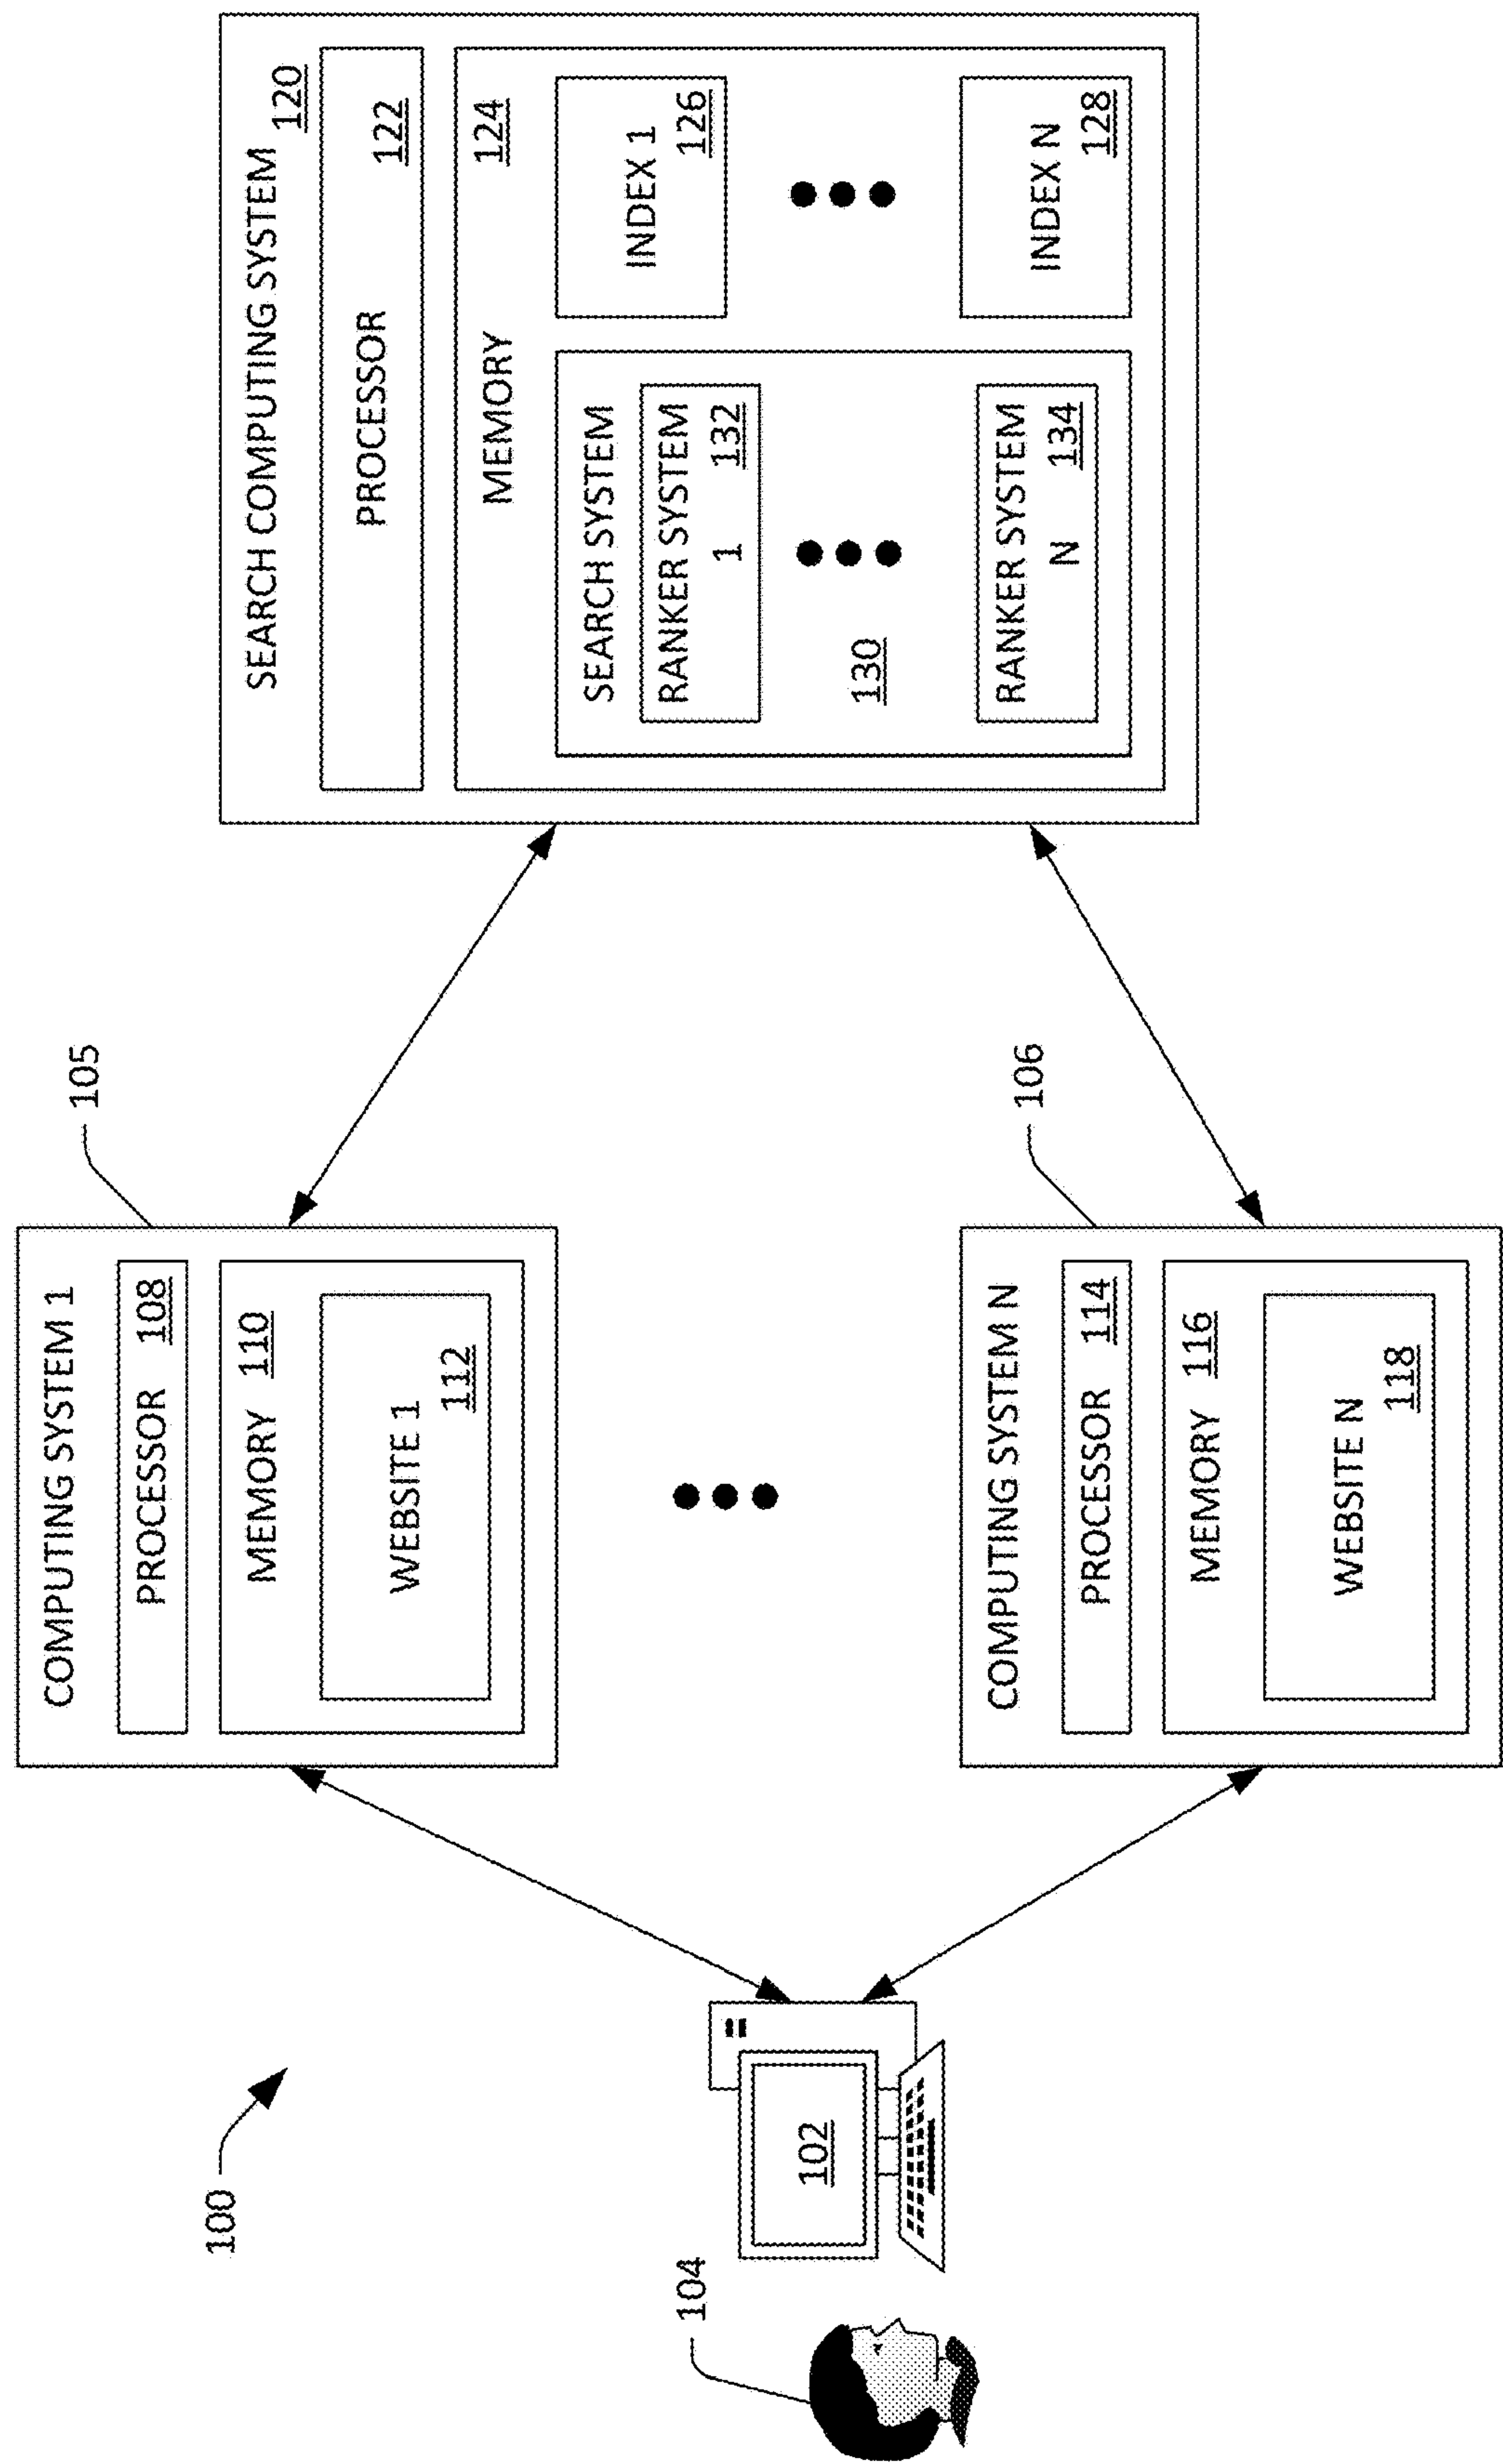 100
104
102
COMPUTING SYSTEM 1
105
PROCESSOR 108
MEMORY 110
WEBSITE 1
112
COMPUTING SYSTEM N
106
PROCESSOR 114
MEMORY 116
WEBSITE N
118
SEARCH COMPUTING SYSTEM
120
PROCESSOR 122
MEMORY 124
SEARCH SYSTEM
RANKER SYSTEM
1 132
130
RANKER SYSTEM
N 134
INDEX 1
126
INDEX N
128